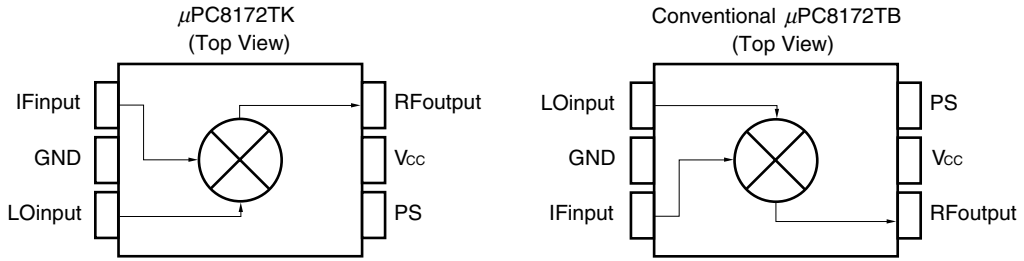 μPC8172TK
(Top View)
IFinput
RFoutput
GND
VCC
LOinput
PS
Conventional μPC8172TB
(Top View)
LOinput
PS
GND
VCC
IFinput
RFoutput